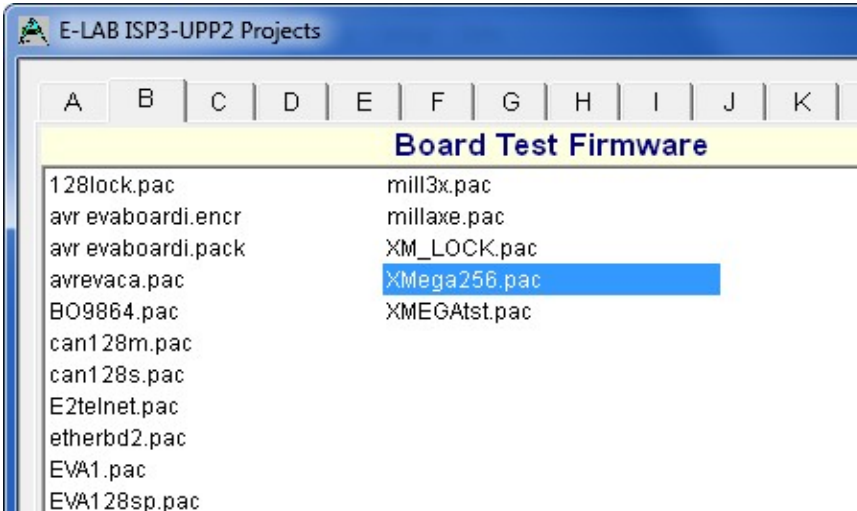 E-LAB ISP3-UPP2 Projects
A B C D E F G H I J K
Board Test Firmware
128lock.pac
avr evaboardi.encr
avr evaboardi.pack
avrevaca.pac
BO9864.pac
can128m.pac
can128s.pac
E2telnet.pac
etherbd2.pac
EVA1.pac
EVA128sp.pac
mill3x.pac
millaxe.pac
XM_LOCK.pac
XMega256.pac
XMEGAtst.pac